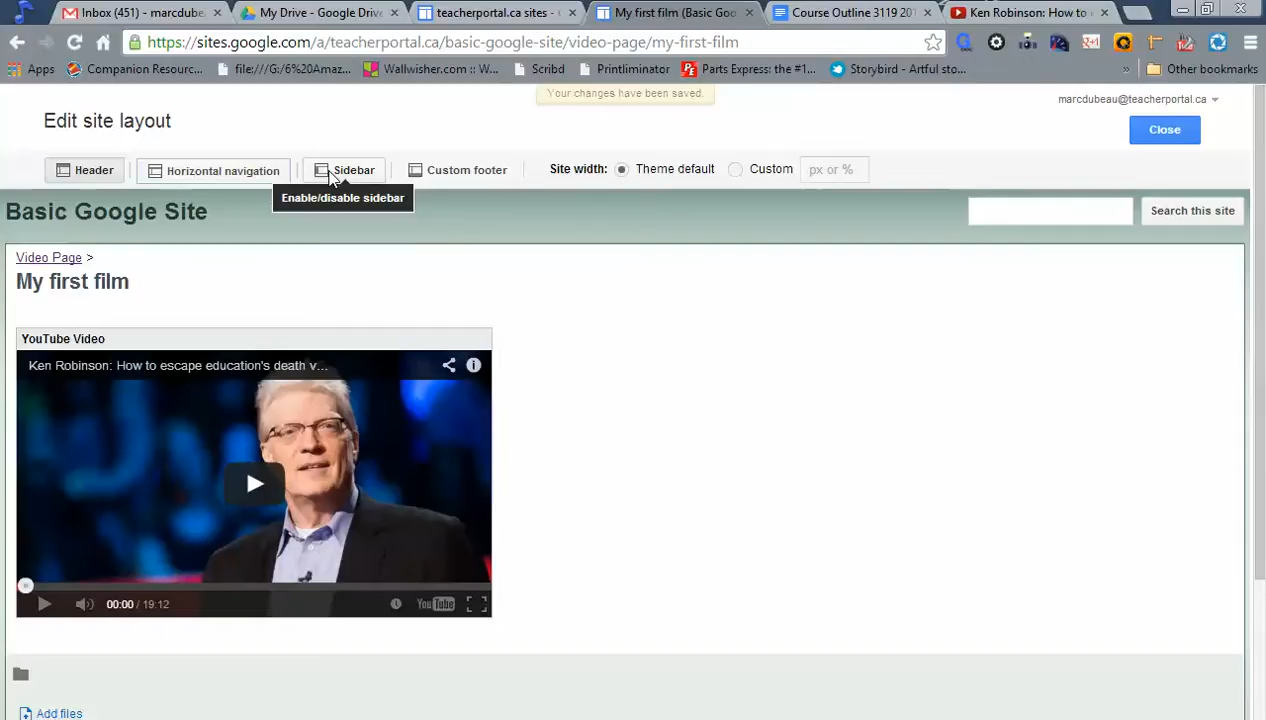 Inbox (451) - marcdube
My Drive - Google Driv
teacherportal.ca sites -
My first film (Basic Goo
Course Outline 3119 201
Ken Robinson: How to
https://sites.google.com/a/teacherportal.ca/basic-google-site/video-page/my-first-film
Apps
Companion Resourc...
file:///G:/6%20Amaz...
Wallwisher.com :: W...
Scribd
Printliminator
Parts Express: the #1...
Storybird - Artful sto...
»
Other bookmarks
Your changes have been saved.
marcdubeau@teacherportal.ca
Edit site layout
Close
Header
Horizontal navigation
Sidebar
Custom footer
Site width:
Theme default
Custom
px or %
Enable/disable sidebar
Basic Google Site
Search this site
Video Page >
My first film
YouTube Video
Ken Robinson: How to escape education's death v...
00:00 / 19:12
YouTube
Add files